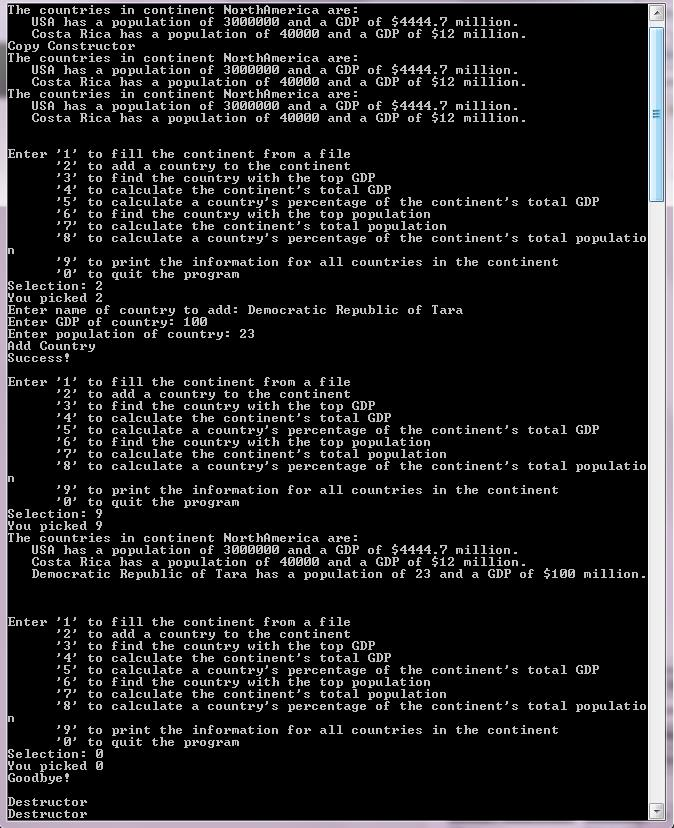 The countries in continent NorthAmerica are:
   USA has a population of 3000000 and a GDP of $4444.7 million.
   Costa Rica has a population of 40000 and a GDP of $12 million.
Copy Constructor
The countries in continent NorthAmerica are:
   USA has a population of 3000000 and a GDP of $4444.7 million.
   Costa Rica has a population of 40000 and a GDP of $12 million.
The countries in continent NorthAmerica are:
   USA has a population of 3000000 and a GDP of $4444.7 million.
   Costa Rica has a population of 40000 and a GDP of $12 million.
Enter '1' to fill the continent from a file
      '2' to add a country to the continent
      '3' to find the country with the top GDP
      '4' to calculate the continent's total GDP
      '5' to calculate a country's percentage of the continent's total GDP
      '6' to find the country with the top population
      '7' to calculate the continent's total population
      '8' to calculate a country's percentage of the continent's total populatio
n
      '9' to print the information for all countries in the continent
      '0' to quit the program
Selection: 2
You picked 2
Enter name of country to add: Democratic Republic of Tara
Enter GDP of country: 100
Enter population of country: 23
Add Country
Success!
Enter '1' to fill the continent from a file
      '2' to add a country to the continent
      '3' to find the country with the top GDP
      '4' to calculate the continent's total GDP
      '5' to calculate a country's percentage of the continent's total GDP
      '6' to find the country with the top population
      '7' to calculate the continent's total population
      '8' to calculate a country's percentage of the continent's total populatio
n
      '9' to print the information for all countries in the continent
      '0' to quit the program
Selection: 9
You picked 9
The countries in continent NorthAmerica are:
   USA has a population of 3000000 and a GDP of $4444.7 million.
   Costa Rica has a population of 40000 and a GDP of $12 million.
   Democratic Republic of Tara has a population of 23 and a GDP of $100 million.
Enter '1' to fill the continent from a file
      '2' to add a country to the continent
      '3' to find the country with the top GDP
      '4' to calculate the continent's total GDP
      '5' to calculate a country's percentage of the continent's total GDP
      '6' to find the country with the top population
      '7' to calculate the continent's total population
      '8' to calculate a country's percentage of the continent's total populatio
n
      '9' to print the information for all countries in the continent
      '0' to quit the program
Selection: 0
You picked 0
Goodbye!
Destructor
Destructor